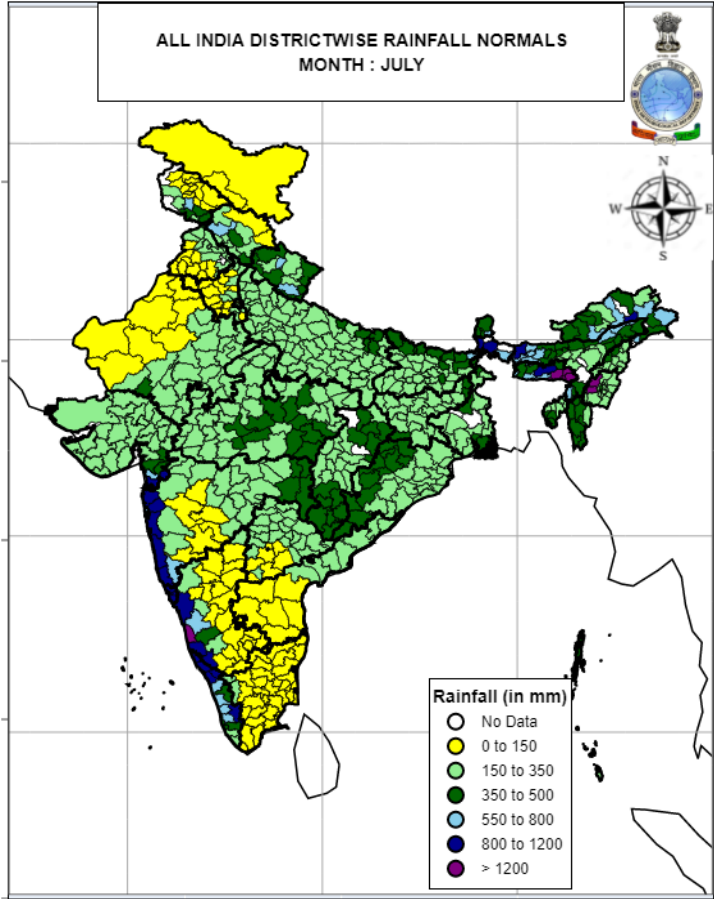 ALL INDIA DISTRICTWISE RAINFALL NORMALS
MONTH : JULY
N
W
E
S
Rainfall (in mm)
No Data
0 to 150
150 to 350
350 to 500
550 to 800
800 to 1200
> 1200